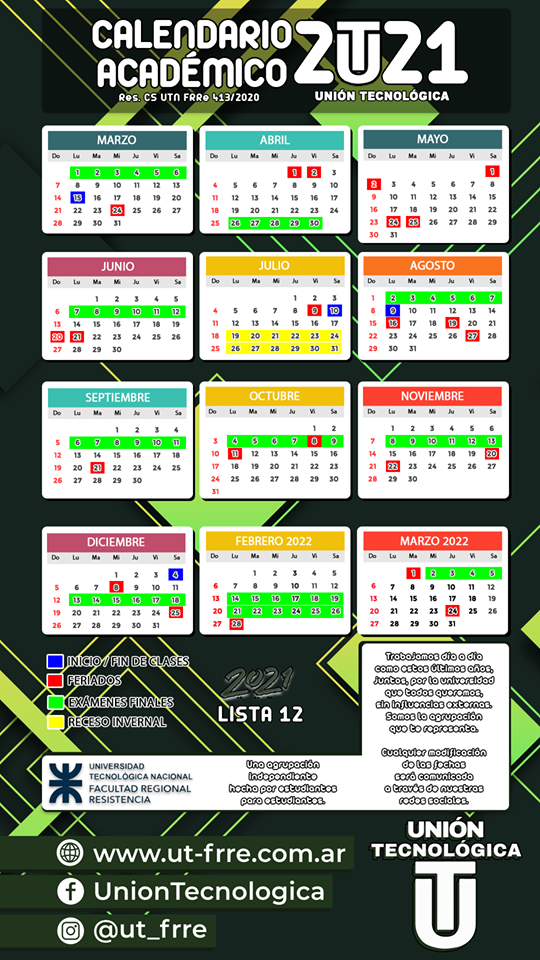 CALENDARIO
ACADÉMICO
Res. CS UTN FRRe 413/2020
2021
UNIÓN TECNOLÓGICA
MARZO
Do Lu Ma Mi Ju Vi Sa
1 2 3 4 5 6
7 8 9 10 11 12 13
14 15 16 17 18 19 20
21 22 23 24 25 26 27
28 29 30 31
ABRIL
Do Lu Ma Mi Ju Vi Sa
1 2 3
4 5 6 7 8 9 10
11 12 13 14 15 16 17
18 19 20 21 22 23 24
25 26 27 28 29 30
MAYO
Do Lu Ma Mi Ju Vi Sa
1
2 3 4 5 6 7 8
9 10 11 12 13 14 15
16 17 18 19 20 21 22
23 24 25 26 27 28 29
30 31
JUNIO
Do Lu Ma Mi Ju Vi Sa
1 2 3 4 5
6 7 8 9 10 11 12
13 14 15 16 17 18 19
20 21 22 23 24 25 26
27 28 29 30
JULIO
Do Lu Ma Mi Ju Vi Sa
1 2 3
4 5 6 7 8 9 10
11 12 13 14 15 16 17
18 19 20 21 22 23 24
25 26 27 28 29 30 31
AGOSTO
Do Lu Ma Mi Ju Vi Sa
1 2 3 4 5 6 7
8 9 10 11 12 13 14
15 16 17 18 19 20 21
22 23 24 25 26 27 28
29 30 31
SEPTIEMBRE
Do Lu Ma Mi Ju Vi Sa
1 2 3 4
5 6 7 8 9 10 11
12 13 14 15 16 17 18
19 20 21 22 23 24 25
26 27 28 29 30
OCTUBRE
Do Lu Ma Mi Ju Vi Sa
1 2
3 4 5 6 7 8 9
10 11 12 13 14 15 16
17 18 19 20 21 22 23
24 25 26 27 28 29 30
31
NOVIEMBRE
Do Lu Ma Mi Ju Vi Sa
1 2 3 4 5 6
7 8 9 10 11 12 13
14 15 16 17 18 19 20
21 22 23 24 25 26 27
28 29 30
DICIEMBRE
Do Lu Ma Mi Ju Vi Sa
1 2 3 4
5 6 7 8 9 10 11
12 13 14 15 16 17 18
19 20 21 22 23 24 25
26 27 28 29 30 31
FEBRERO 2022
Do Lu Ma Mi Ju Vi Sa
1 2 3 4 5
6 7 8 9 10 11 12
13 14 15 16 17 18 19
20 21 22 23 24 25 26
27 28
MARZO 2022
Do Lu Ma Mi Ju Vi Sa
1 2 3 4 5
6 7 8 9 10 11 12
13 14 15 16 17 18 19
20 21 22 23 24 25 26
27 28 29 30 31
INICIO / FIN DE CLASES
FERIADOS
EXÁMENES FINALES
RECESO INVERNAL
2021
LISTA 12
Trabajamos día a día
como estos últimos años,
Juntos, por la universidad
que todos queremos,
sin influencias externas.
Somos la agrupación
que te representa.
Cualquier modificación
de las fechas
será comunicada
a través de nuestras
redes sociales.
UNIVERSIDAD
TECNOLÓGICA NACIONAL
FACULTAD REGIONAL
RESISTENCIA
Una agrupación
independiente
hecha por estudiantes
para estudiantes.
www.ut-frre.com.ar
UnionTecnologica
@ut_frre
UNIÓN
TECNOLÓGICA
UT